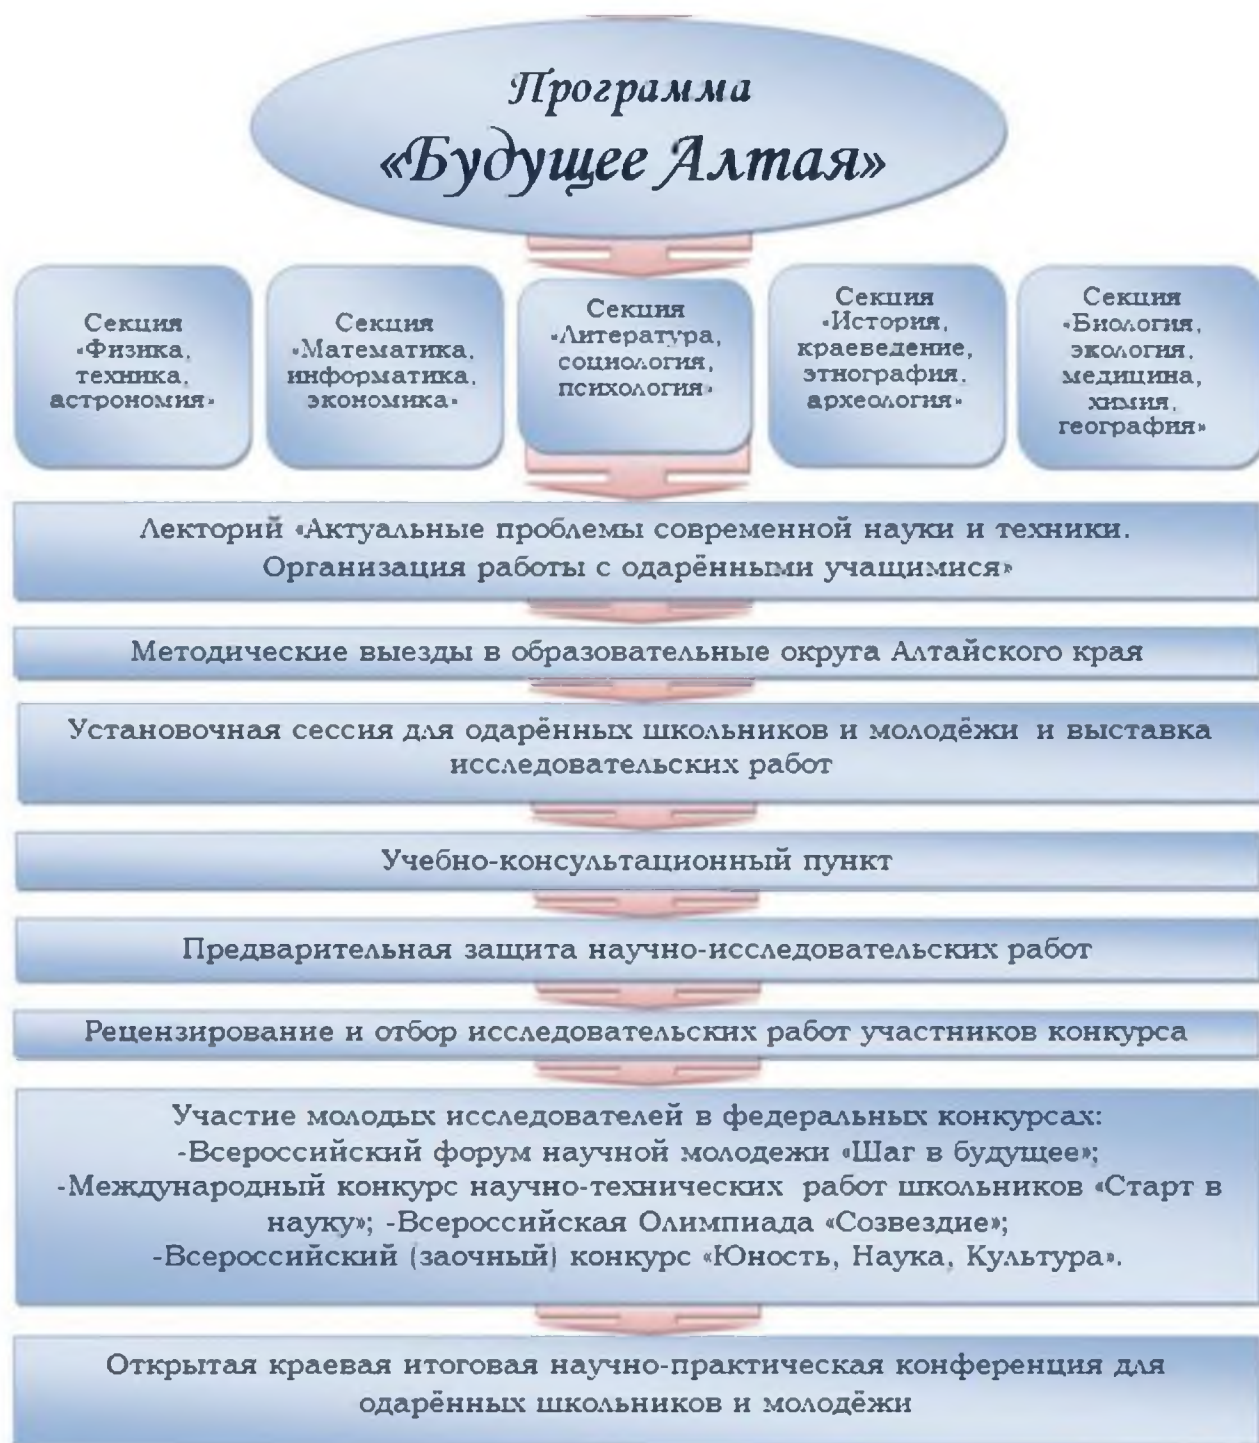 Программа
«Будущее Алтая»
Секция
«Физика,
техника,
астрономия»
Секция
«Математика,
информатика,
экономика»
Секция
«Литература,
социология,
психология»
Секция
«История,
краеведение,
этнография,
археология»
Секция
«Биология,
экология,
медицина,
химия,
география»
Лекторий «Актуальные проблемы современной науки и техники.
Организация работы с одарёнными учащимися»
Методические выезды в образовательные округа Алтайского края
Установочная сессия для одарённых школьников и молодёжи и выставка
исследовательских работ
Учебно-консультационный пункт
Предварительная защита научно-исследовательских работ
Рецензирование и отбор исследовательских работ участников конкурса
Участие молодых исследователей в федеральных конкурсах:
-Всероссийский форум научной молодежи «Шаг в будущее»;
-Международный конкурс научно-технических работ школьников «Старт в
науку»; -Всероссийская Олимпиада «Созвездие»;
-Всероссийский (заочный) конкурс «Юность, Наука, Культура».
Открытая краевая итоговая научно-практическая конференция для
одарённых школьников и молодёжи